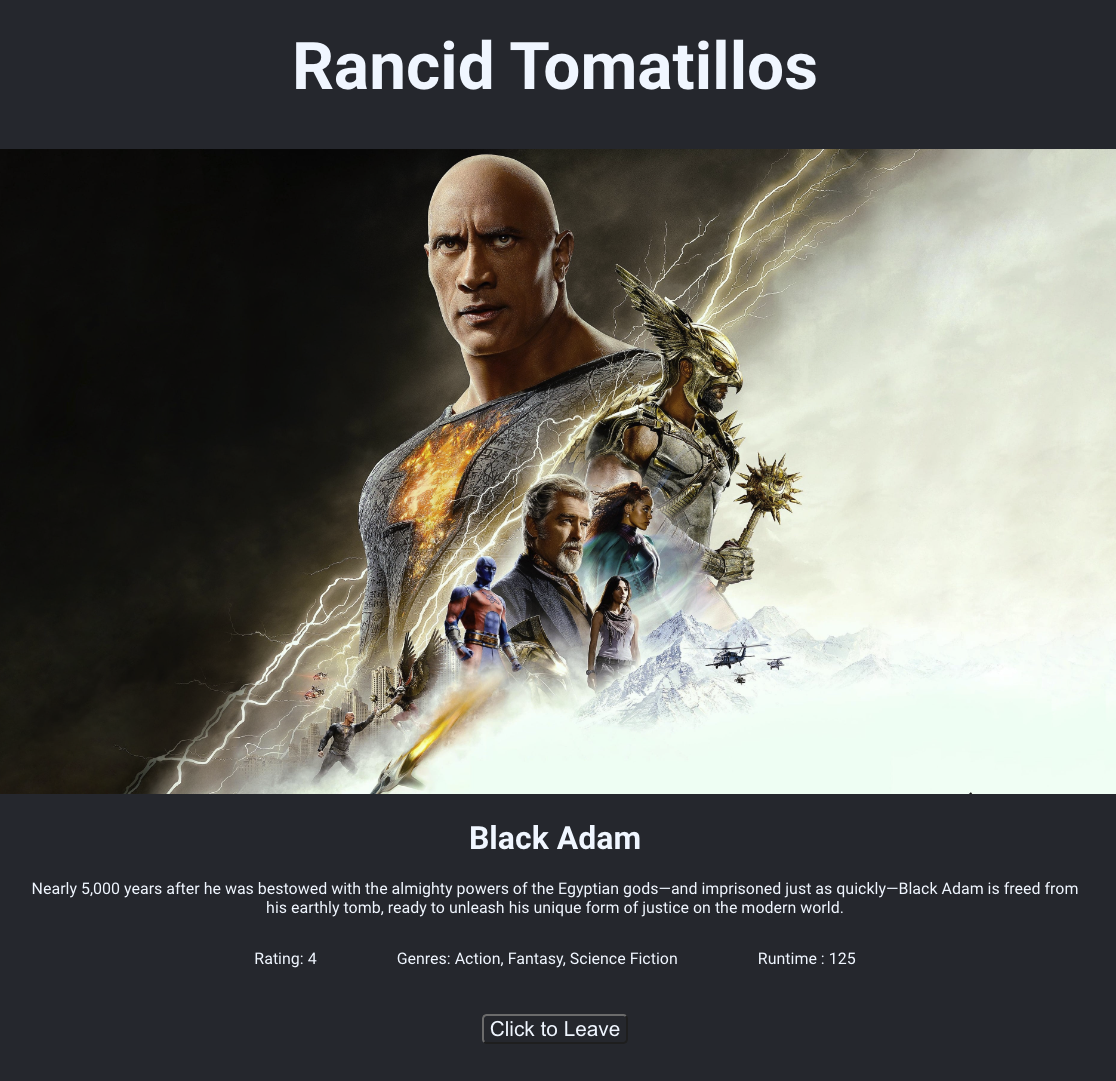 Rancid Tomatillos
Black Adam
Nearly 5,000 years after he was bestowed with the almighty powers of the Egyptian gods—and imprisoned just as quickly—Black Adam is freed from
his earthly tomb, ready to unleash his unique form of justice on the modern world.
Rating: 4 Genres: Action, Fantasy, Science Fiction Runtime : 125
Click to Leave